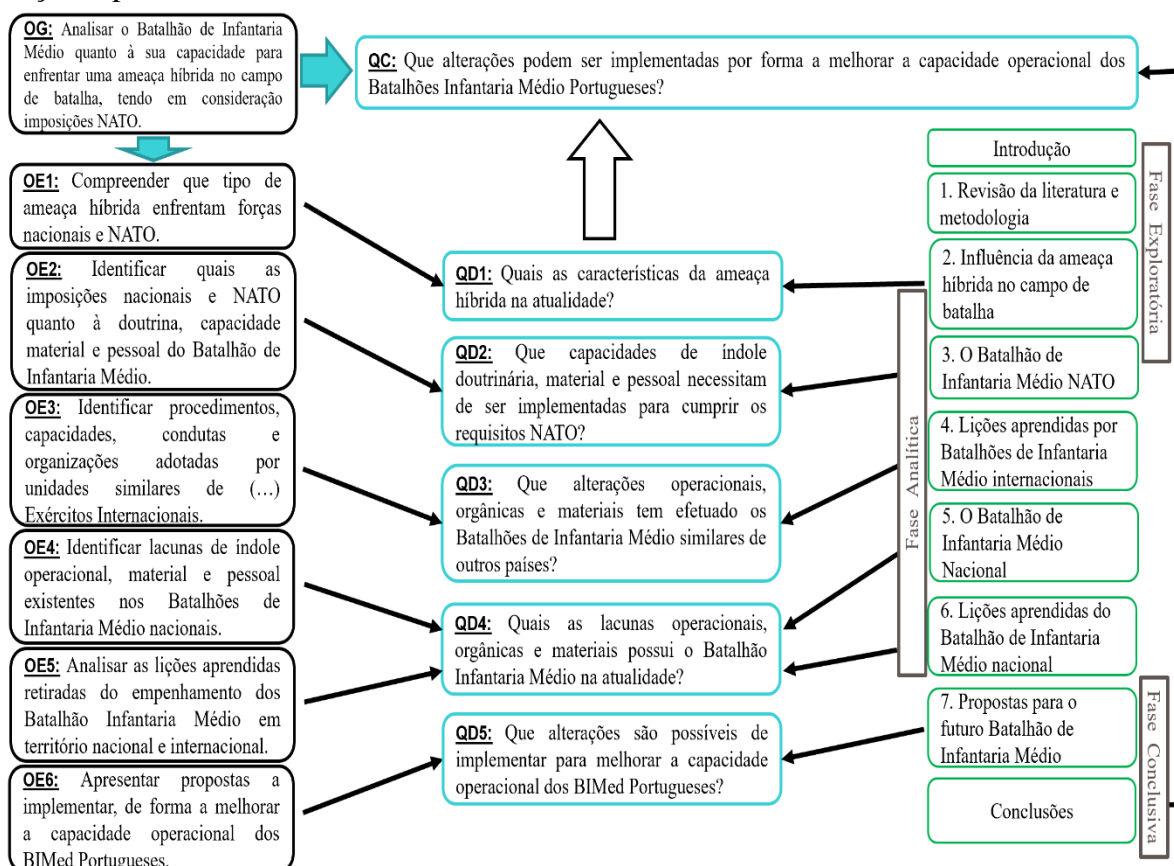 OG: Analisar o Batalhão de Infantaria
Médio quanto à sua capacidade para
enfrentar uma ameaça híbrida no campo
de batalha, tendo em consideração
imposições NATO.
QC: Que alterações podem ser implementadas por forma a melhorar a capacidade operacional dos
Batalhões Infantaria Médio Portugueses?
OE1: Compreender que tipo de
ameaça híbrida enfrentam forças
nacionais e NATO.
OE2: Identificar quais as
imposições nacionais e NATO
quanto à doutrina, capacidade
material e pessoal do Batalhão de
Infantaria Médio.
OE3: Identificar procedimentos,
capacidades, condutas e
organizações adotadas por
unidades similares de (…)
Exércitos Internacionais.
OE4: Identificar lacunas de índole
operacional, material e pessoal
existentes nos Batalhões de
Infantaria Médio nacionais.
OE5: Analisar as lições aprendidas
retiradas do empenhamento dos
Batalhão Infantaria Médio em
território nacional e internacional.
OE6: Apresentar propostas a
implementar, de forma a melhorar
a capacidade operacional dos
BIMed Portugueses.
QD1: Quais as características da ameaça
híbrida na atualidade?
QD2: Que capacidades de índole
doutrinária, material e pessoal necessitam
de ser implementadas para cumprir os
requisitos NATO?
QD3: Que alterações operacionais,
orgânicas e materiais tem efetuado os
Batalhões de Infantaria Médio similares de
outros países?
QD4: Quais as lacunas operacionais,
orgânicas e materiais possui o Batalhão
Infantaria Médio na atualidade?
QD5: Que alterações são possíveis de
implementar para melhorar a capacidade
operacional dos BIMed Portugueses?
Introdução
1. Revisão da literatura e
metodologia
2. Influência da ameaça
híbrida no campo de
batalha
3. O Batalhão de
Infantaria Médio NATO
4. Lições aprendidas por
Batalhões de Infantaria
Médio internacionais
5. O Batalhão de
Infantaria Médio
Nacional
6. Lições aprendidas do
Batalhão de Infantaria
Médio nacional
7. Propostas para o
futuro Batalhão de
Infantaria Médio
Conclusões
Fase Exploratória
Fase Analítica
Fase Conclusiva